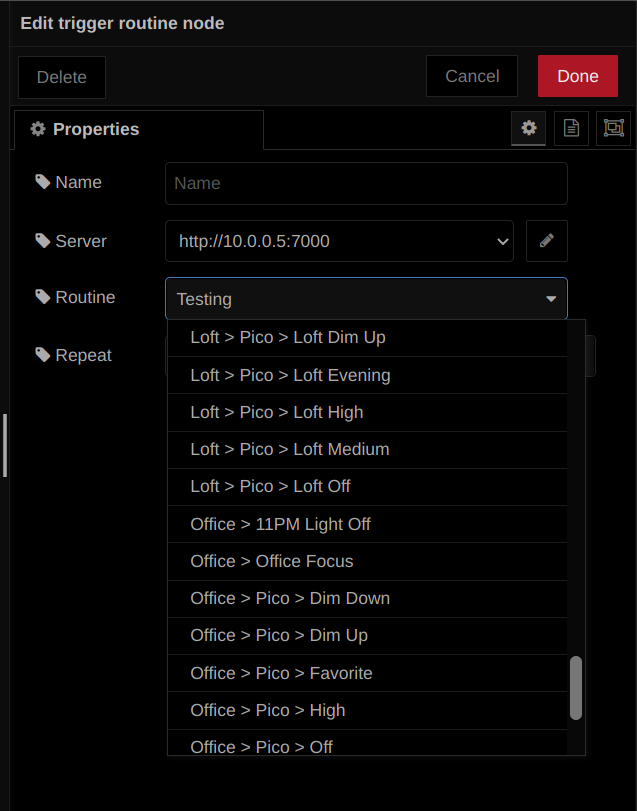 Edit trigger routine node
Delete
Cancel
Done
Properties
Name
Name
Server
http://10.0.0.5:7000
Routine
Testing
Repeat
Loft > Pico > Loft Dim Up
Loft > Pico > Loft Evening
Loft > Pico > Loft High
Loft > Pico > Loft Medium
Loft > Pico > Loft Off
Office > 11PM Light Off
Office > Office Focus
Office > Pico > Dim Down
Office > Pico > Dim Up
Office > Pico > Favorite
Office > Pico > High
Office > Pico > Off